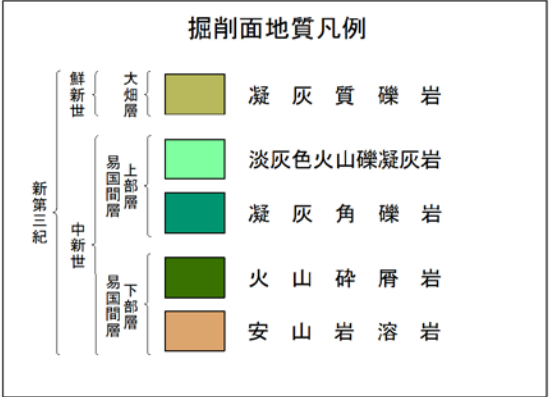 掘削面地質凡例
新第三紀
鮮新世
大畑層
凝灰質礫岩
中新世
易国間層
上部層
淡灰色火山礫凝灰岩
凝灰角礫岩
易国間層
下部層
火山砕屑岩
安山岩溶岩